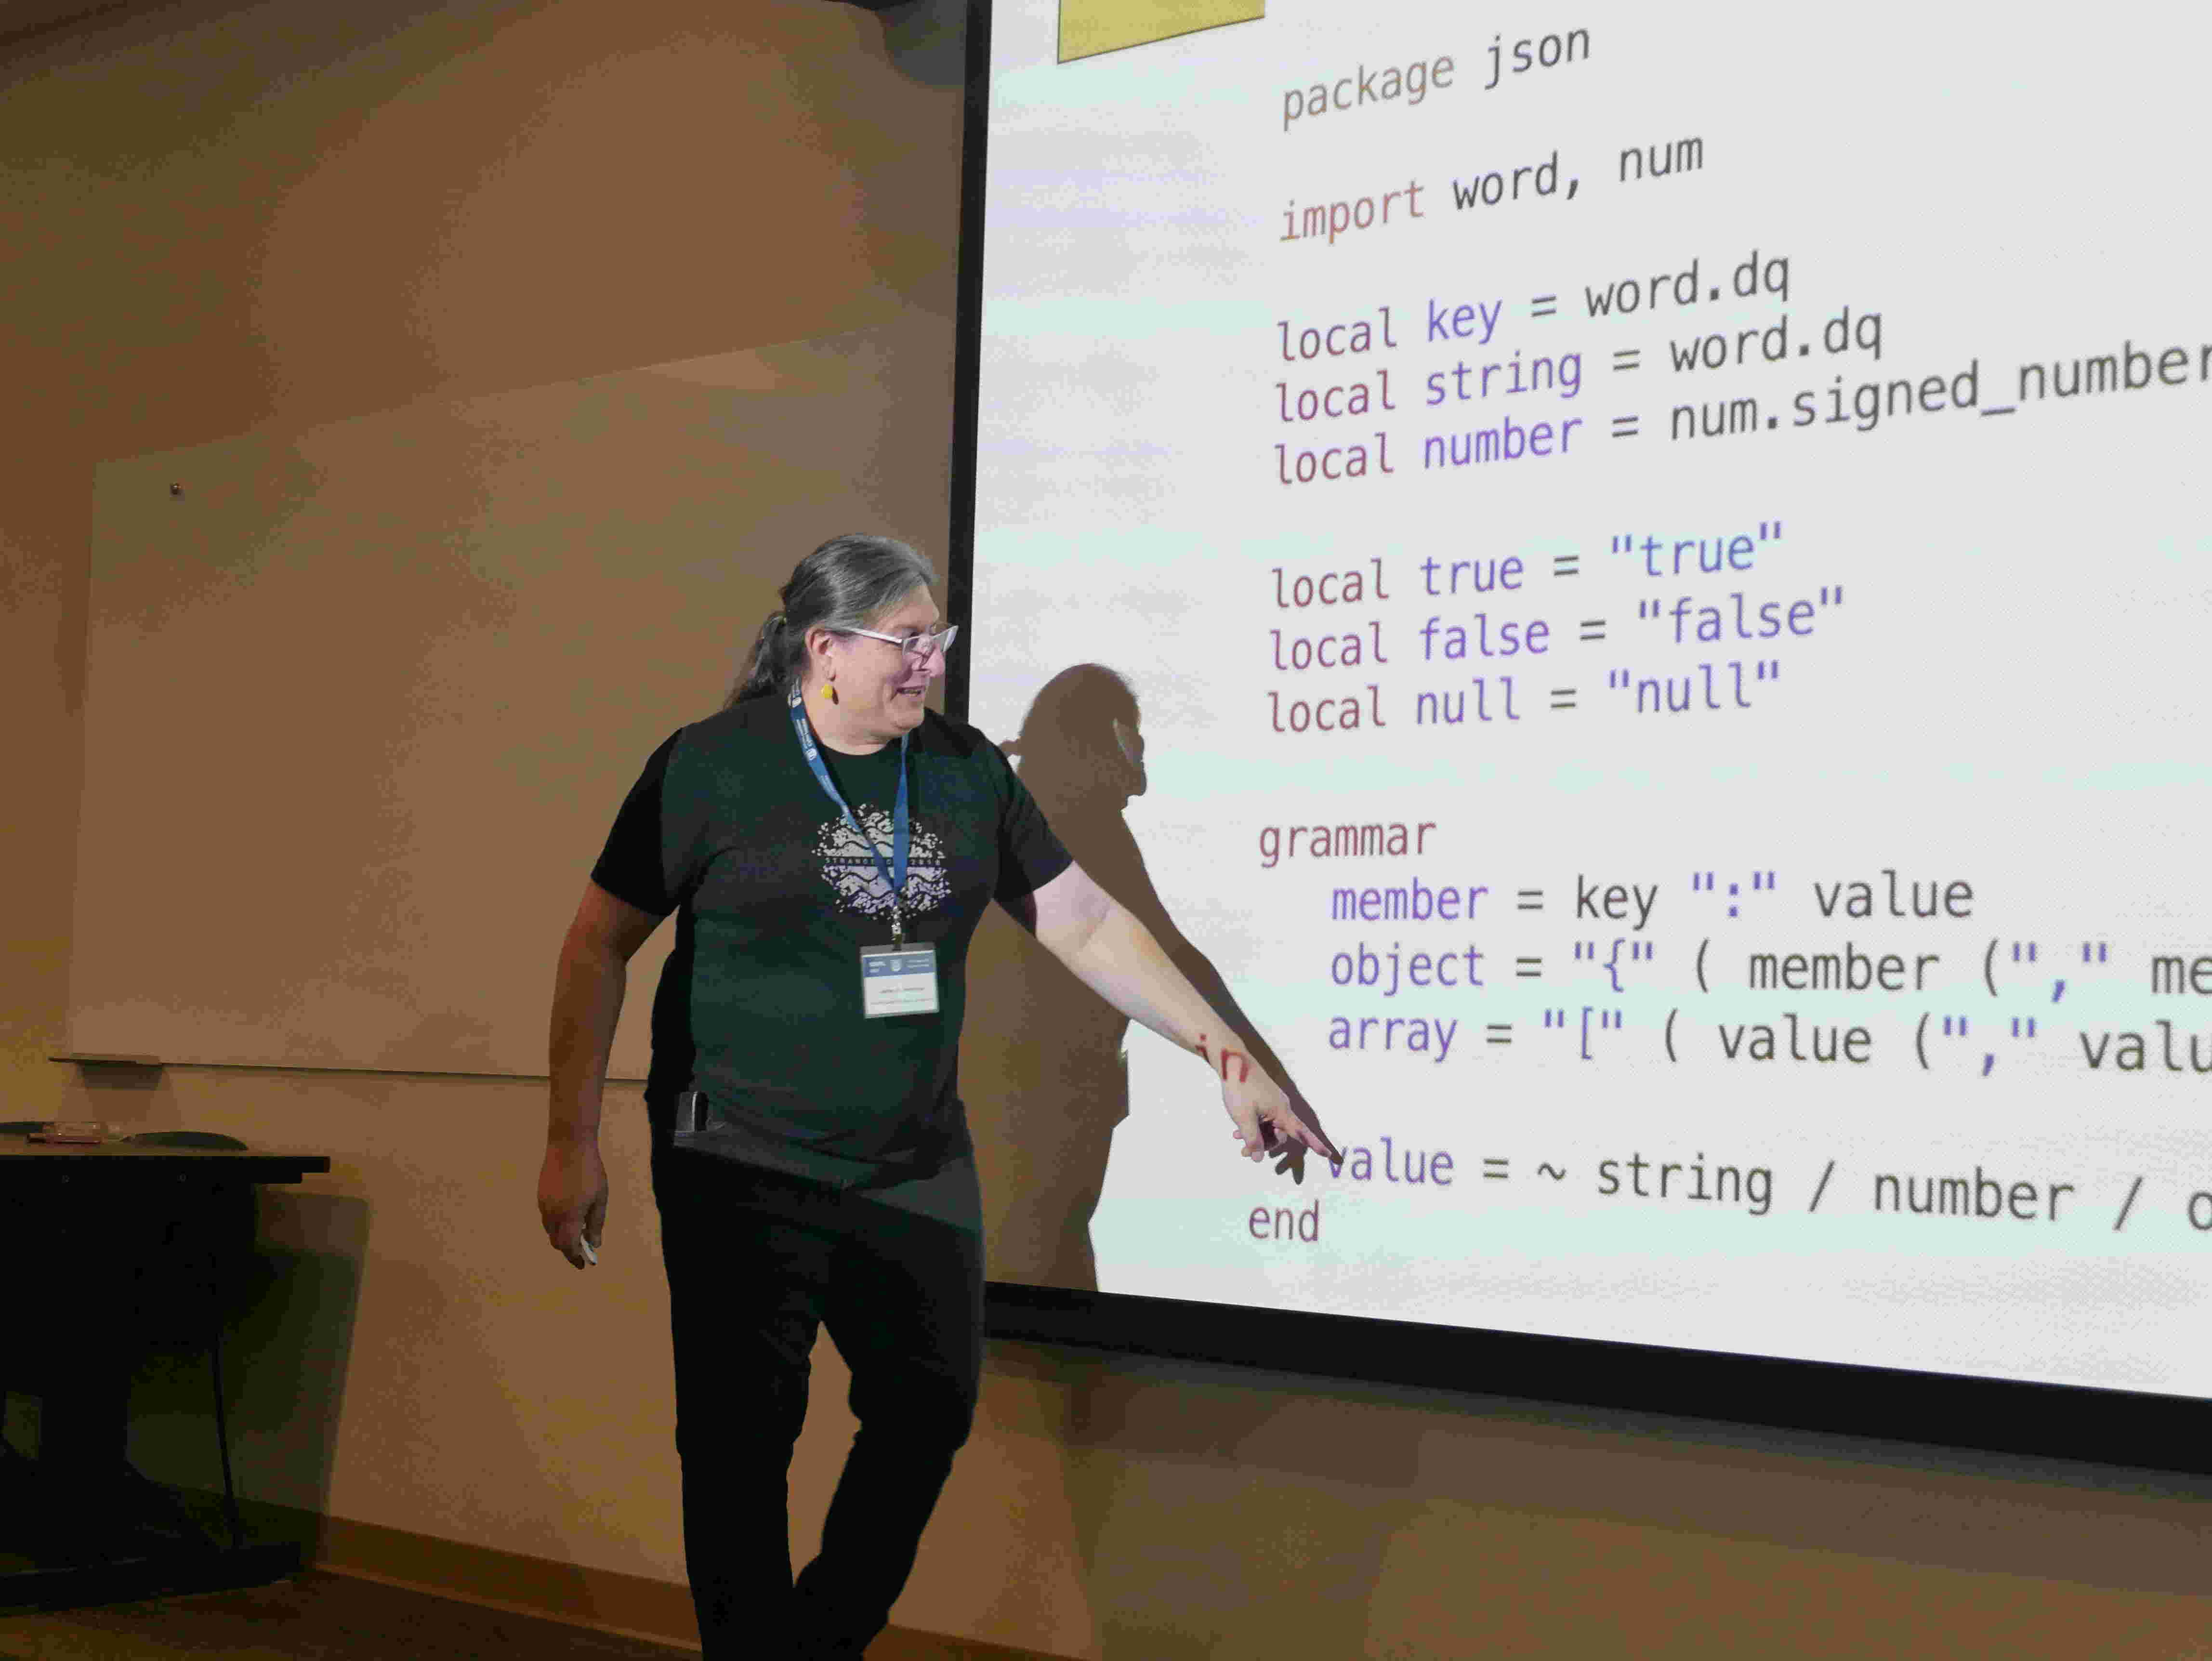 package json
import word, num
local key = word.dq
local string = word.dq
local number = num.signed_number
local true = "true"
local false = "false"
local null = "null"
grammar
member = key ":" value
object = "{" ( member ("," me
array = "[" ( value ("," valu
in
value = ~ string / number / o
end